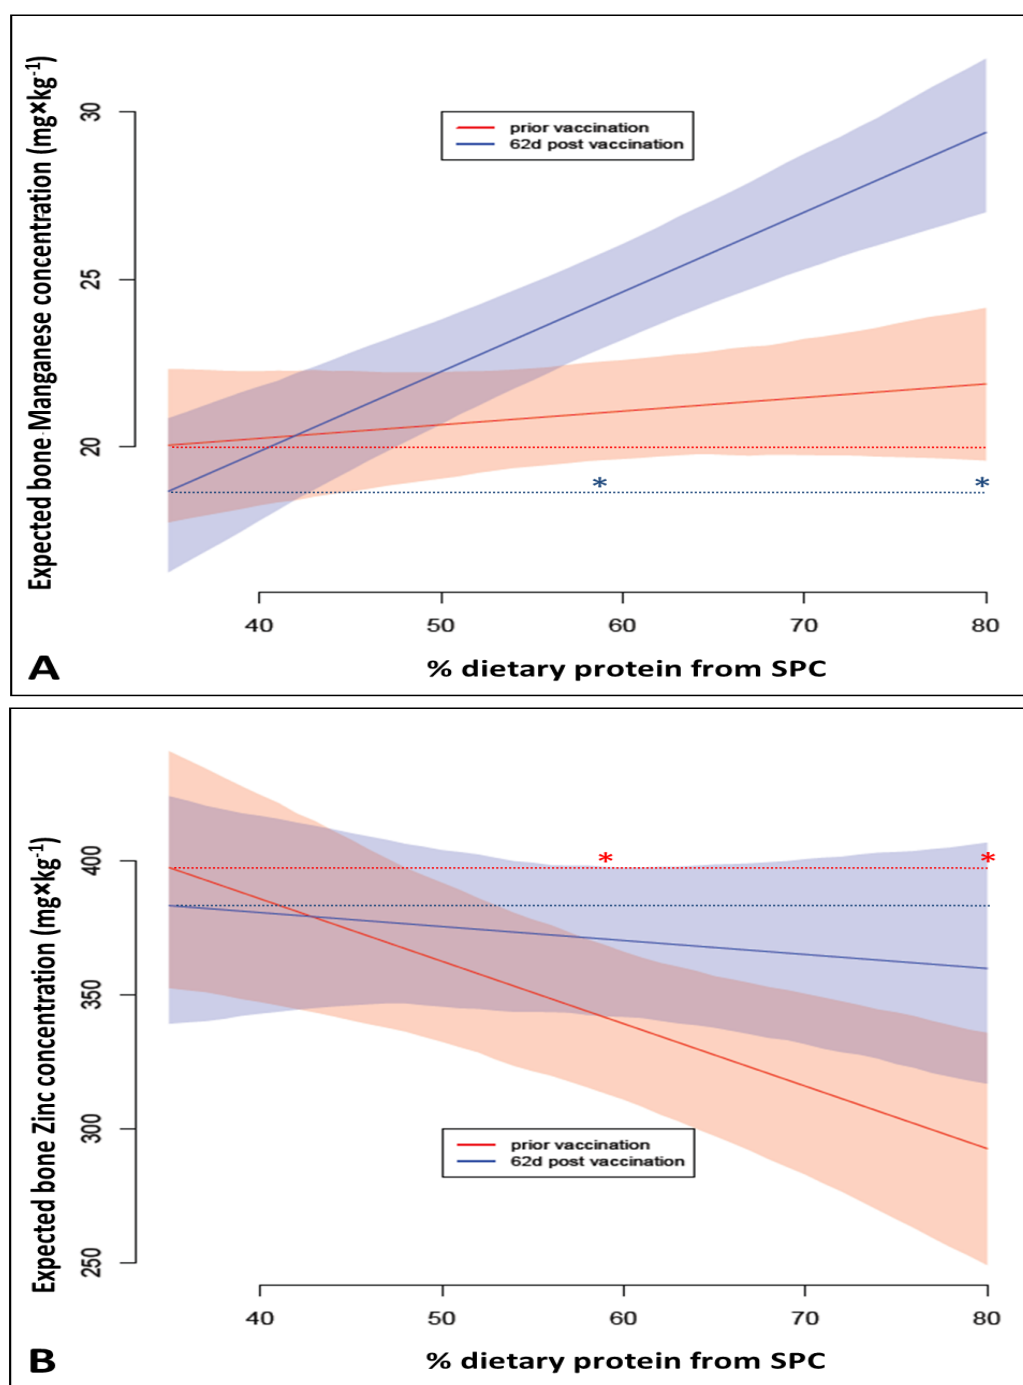 Expected bone-Manganese concentration (mg×kg⁻¹)
30
25
20
prior vaccination
62d post vaccination
*
*
40 50 60 70 80
A
% dietary protein from SPC
Expected bone Zinc concentration (mg×kg⁻¹)
400
350
300
250
*
*
prior vaccination
62d post vaccination
40 50 60 70 80
B
% dietary protein from SPC